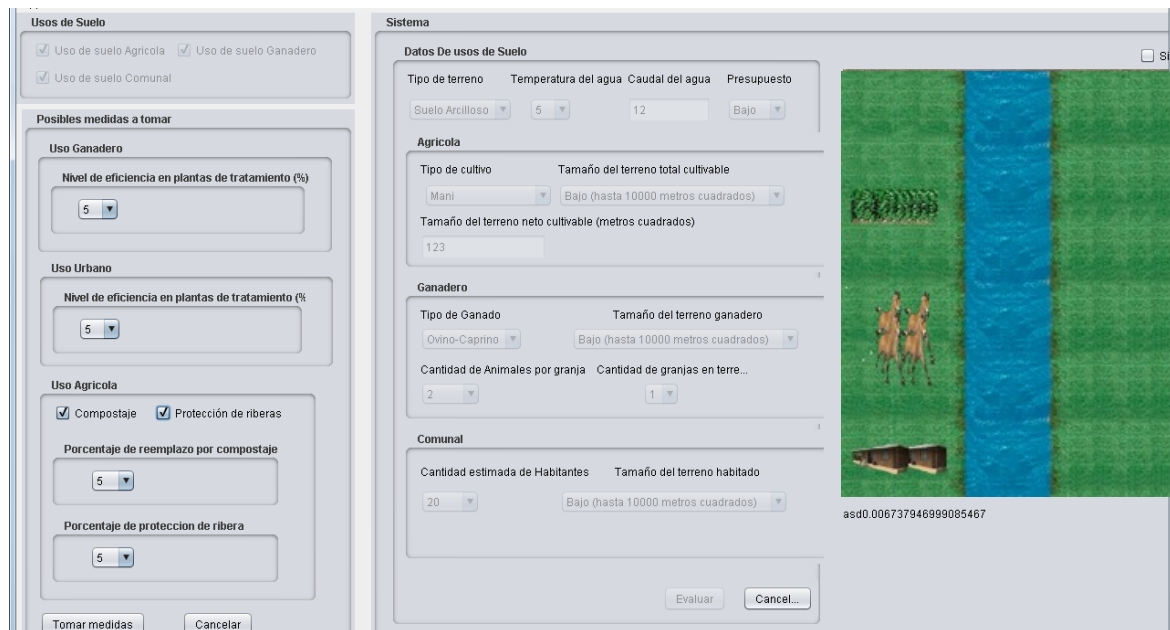 Usos de Suelo
Uso de suelo Agricola Uso de suelo Ganadero
Uso de suelo Comunal
Posibles medidas a tomar
Uso Ganadero
Nivel de eficiencia en plantas de tratamiento (%)
5
Uso Urbano
Nivel de eficiencia en plantas de tratamiento (%
5
Uso Agricola
Compostaje Protección de riberas
Porcentaje de reemplazo por compostaje
5
Porcentaje de proteccion de ribera
5
Tomar medidas Cancelar
Sistema
Datos De usos de Suelo
Si
Tipo de terreno Temperatura del agua Caudal del agua Presupuesto
Suelo Arcilloso 5 12 Bajo
Agricola
Tipo de cultivo Tamaño del terreno total cultivable
Mani Bajo (hasta 10000 metros cuadrados)
Tamaño del terreno neto cultivable (metros cuadrados)
123
Ganadero
Tipo de Ganado Tamaño del terreno ganadero
Ovino-Caprino Bajo (hasta 10000 metros cuadrados)
Cantidad de Animales por granja Cantidad de granjas en terre...
2 1
Comunal
Cantidad estimada de Habitantes Tamaño del terreno habitado
20 Bajo (hasta 10000 metros cuadrados)
asd0.006737946999085467
Evaluar Cancel...